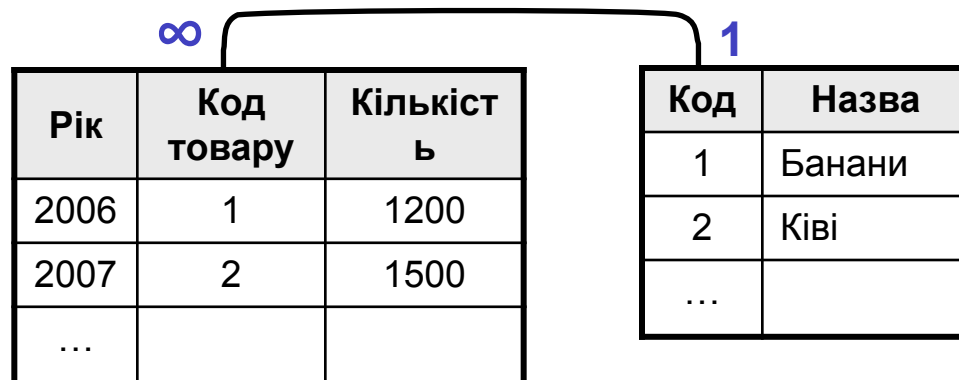 ∞ 1
Рік Код товару Кількіст
ь
Код Назва
2006 1 1200
2007 2 1500
…
1 Банани
2 Ківі
…